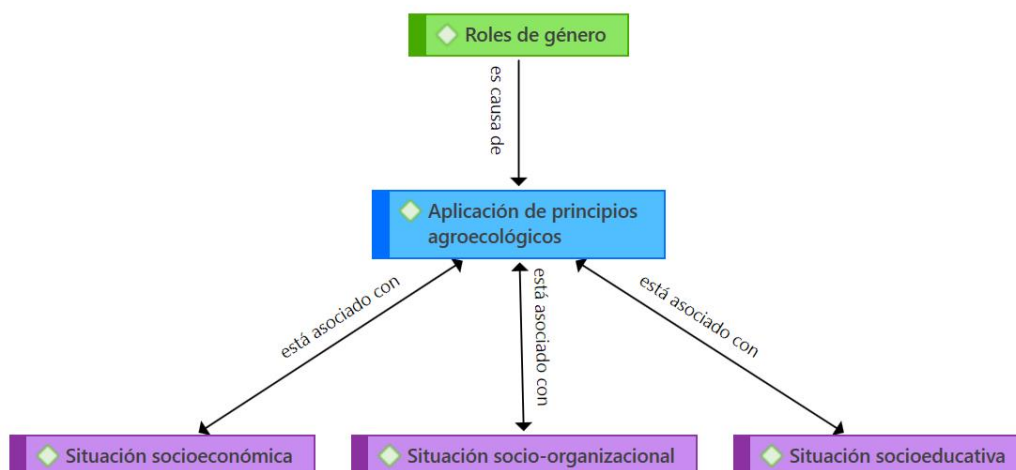 Roles de género
es causa de
Aplicación de principios
agroecológicos
está asociado con
está asociado con
está asociado con
Situación socioeconómica
Situación socio-organizacional
Situación socioeducativa